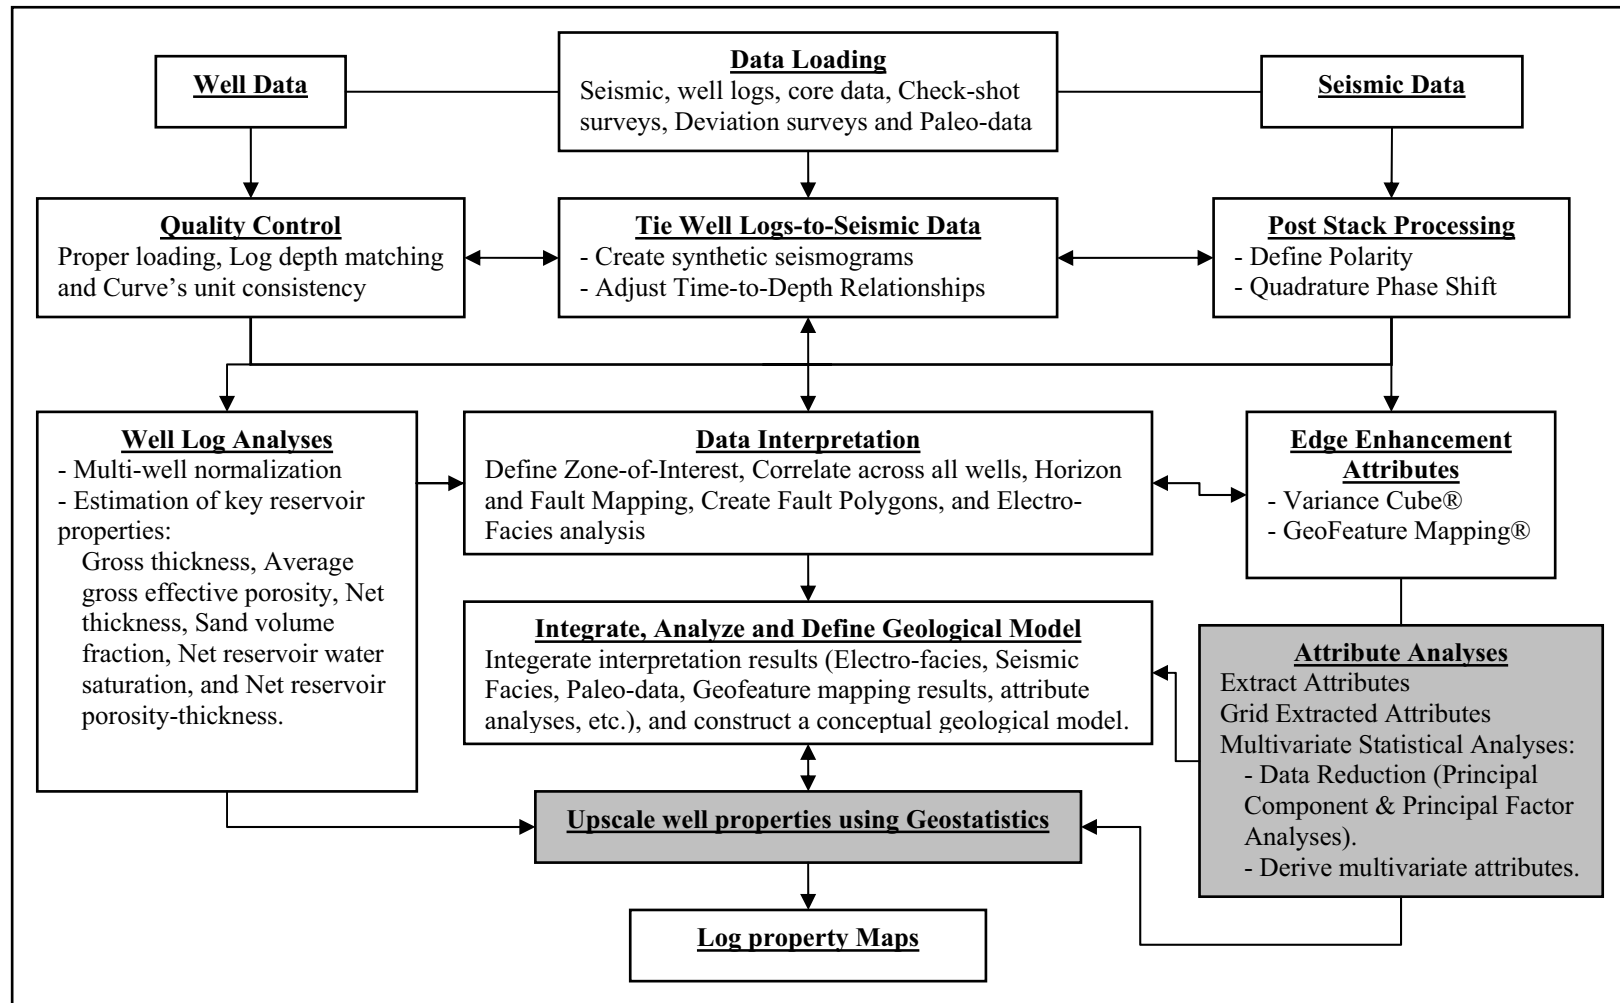 Well Data
Data Loading
Seismic, well logs, core data, Check-shot
surveys, Deviation surveys and Paleo-data
Seismic Data
Quality Control
Proper loading, Log depth matching
and Curve’s unit consistency
Tie Well Logs-to-Seismic Data
- Create synthetic seismograms
- Adjust Time-to-Depth Relationships
Post Stack Processing
- Define Polarity
- Quadrature Phase Shift
Well Log Analyses
- Multi-well normalization
- Estimation of key reservoir
properties:
Gross thickness, Average
gross effective porosity, Net
thickness, Sand volume
fraction, Net reservoir water
saturation, and Net reservoir
porosity-thickness.
Data Interpretation
Define Zone-of-Interest, Correlate across all wells, Horizon
and Fault Mapping, Create Fault Polygons, and Electro-
Facies analysis
Edge Enhancement
Attributes
- Variance Cube®
- GeoFeature Mapping®
Integrate, Analyze and Define Geological Model
Integerate interpretation results (Electro-facies, Seismic
Facies, Paleo-data, Geofeature mapping results, attribute
analyses, etc.), and construct a conceptual geological model.
Attribute Analyses
Extract Attributes
Grid Extracted Attributes
Multivariate Statistical Analyses:
- Data Reduction (Principal
Component & Principal Factor
Analyses).
- Derive multivariate attributes.
Upscale well properties using Geostatistics
Log property Maps